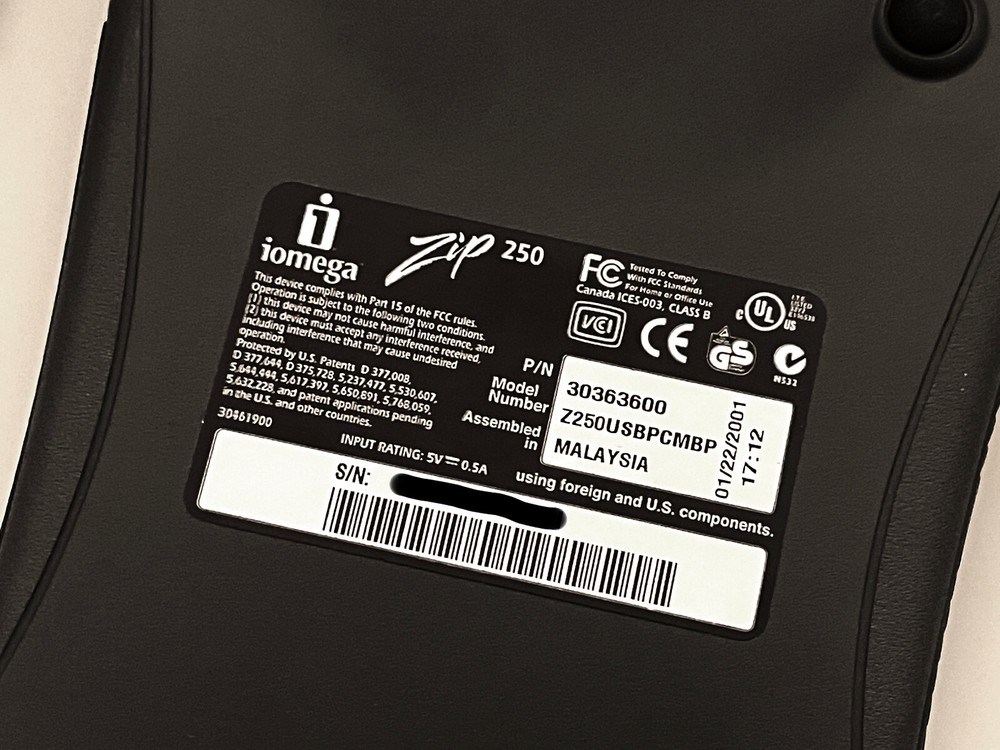 iomega
Zip 250
FC Tested To Comply
With FCC Standards
For Home or Office Use
Canada ICES-003, CLASS B
c UL US
I.T.E.
LISTED
VCCI
CE
GS
N532
This device complies with Part 15 of the FCC rules.
Operation is subject to the following two conditions.
(1) this device may not cause harmful interference, and
(2) this device must accept any interference received,
including interference that may cause undesired
operation.
Protected by U.S. Patents D 377,008,
D 377,644, D 375,728, 5,237,477, 5,530,607,
5,644,444, 5,617,397, 5,650,891, 5,768,059,
5,632,228, and patent applications pending
in the U.S. and other countries.
30461900
P/N 30363600
Model
Number Z250USBPCMBP
Assembled
in MALAYSIA
01/22/2001
17:12
INPUT RATING: 5V 0.5A
using foreign and U.S. components.
S/N: